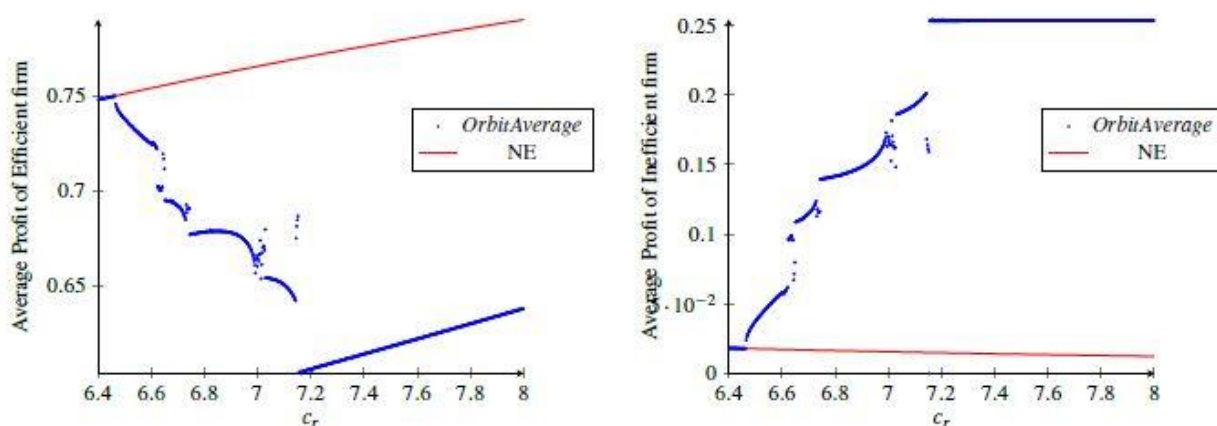 Average Profit of Efficient firm
0.75
0.7
0.65
6.4 6.6 6.8 7 7.2 7.4 7.6 7.8 8
c_r
OrbitAverage
NE
Average Profit of Inefficient firm
0.25
0.2
0.15
0.1
5·10⁻²
0
6.4 6.6 6.8 7 7.2 7.4 7.6 7.8 8
c_r
OrbitAverage
NE